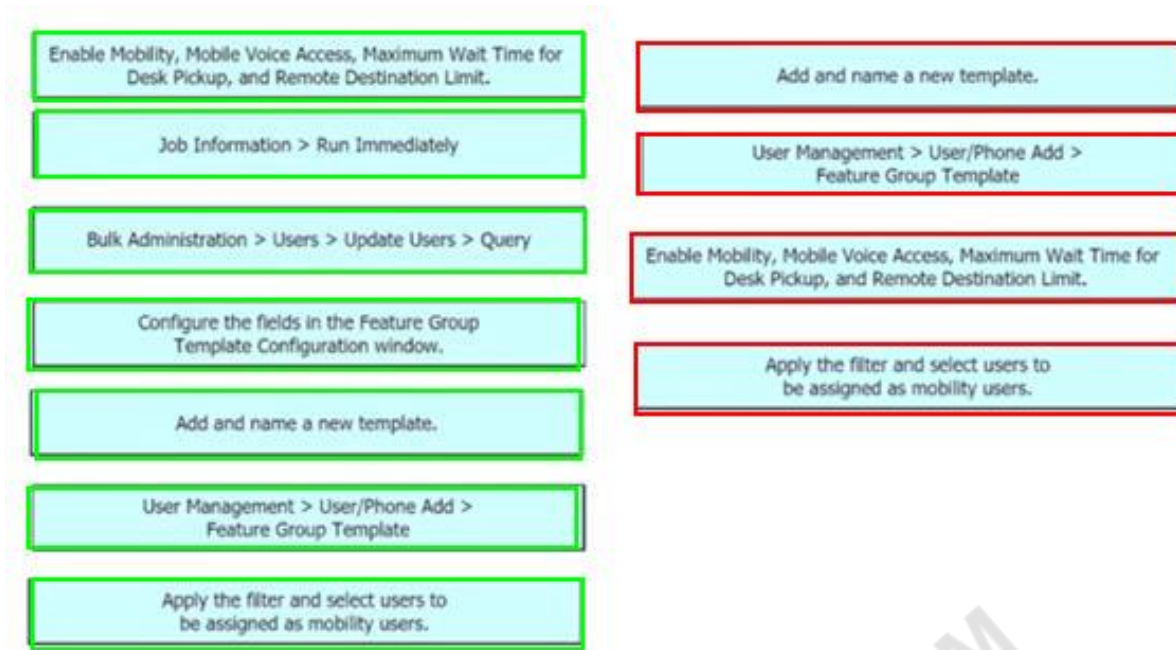 Enable Mobility, Mobile Voice Access, Maximum Wait Time for
Desk Pickup, and Remote Destination Limit.
Job Information > Run Immediately
Bulk Administration > Users > Update Users > Query
Configure the fields in the Feature Group
Template Configuration window.
Add and name a new template.
User Management > User/Phone Add >
Feature Group Template
Apply the filter and select users to
be assigned as mobility users.
Add and name a new template.
User Management > User/Phone Add >
Feature Group Template
Enable Mobility, Mobile Voice Access, Maximum Wait Time for
Desk Pickup, and Remote Destination Limit.
Apply the filter and select users to
be assigned as mobility users.
M